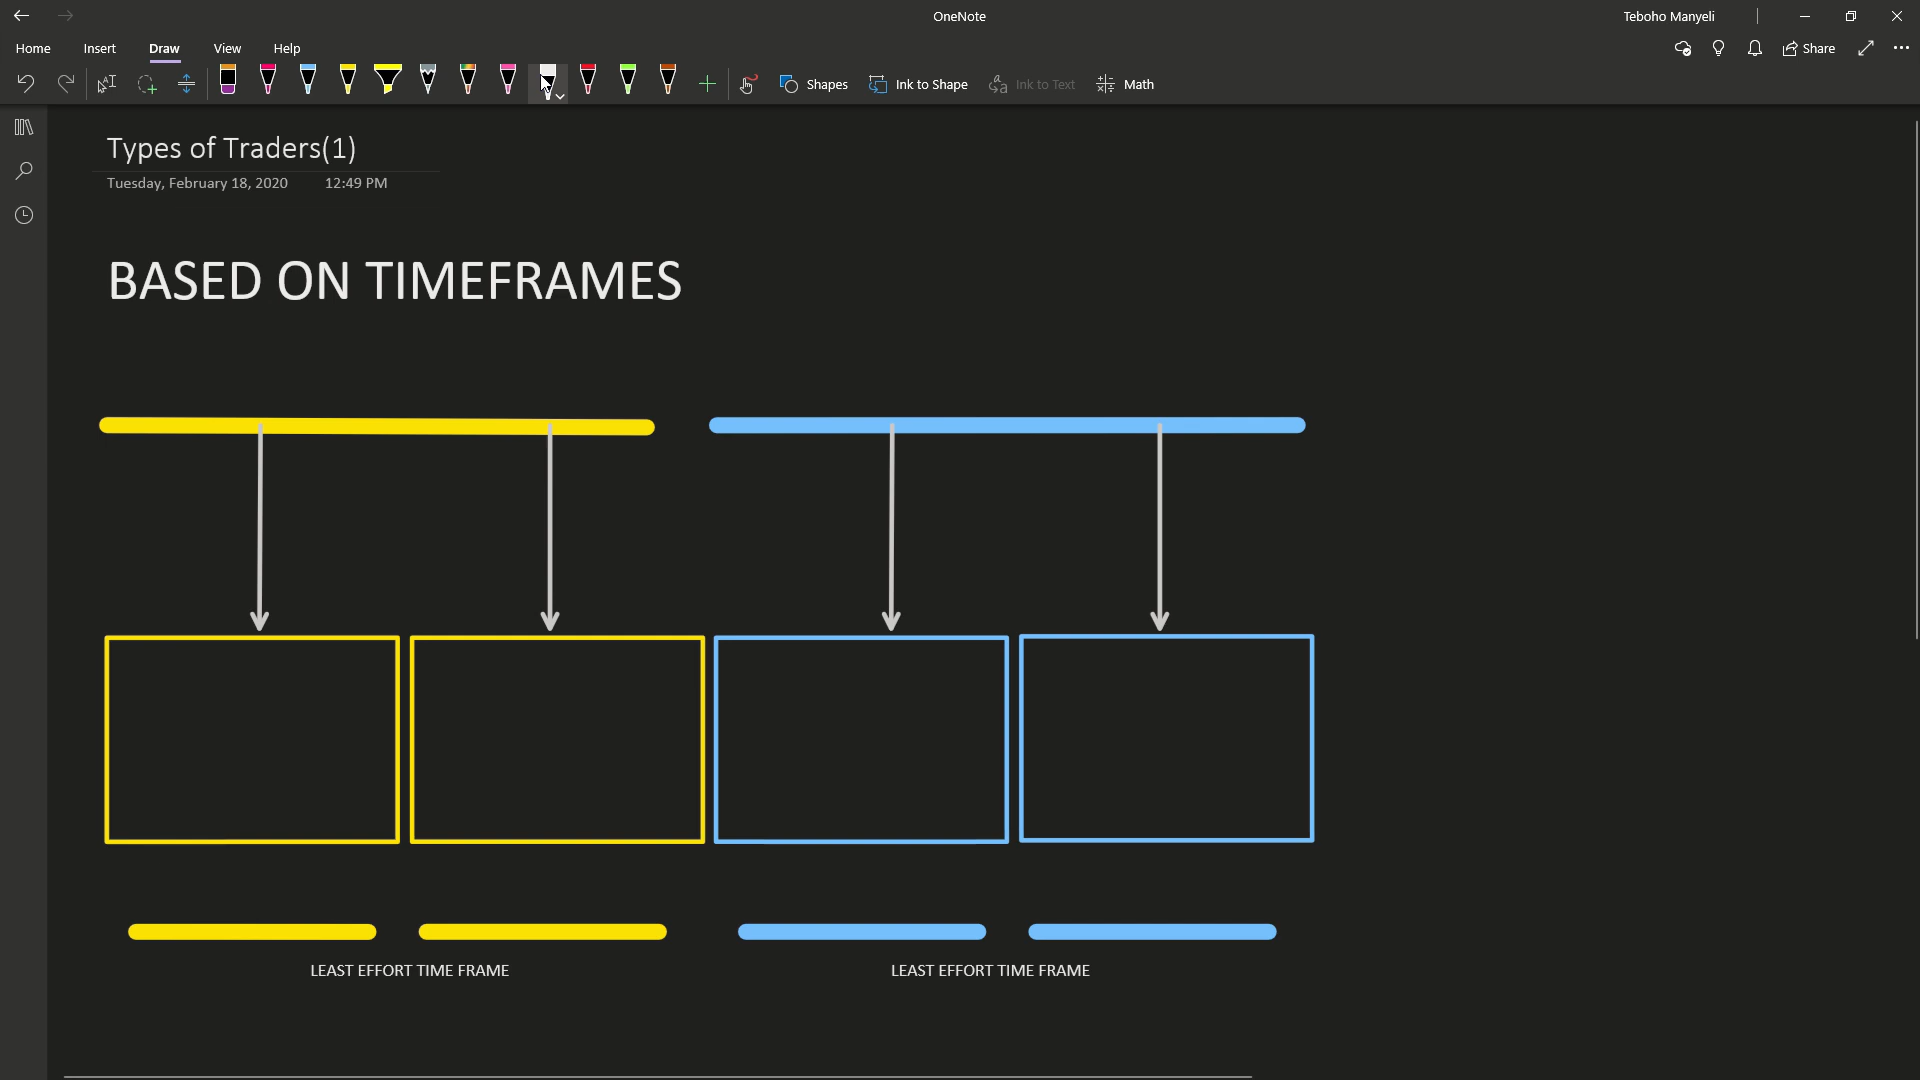 OneNote
Teboho Manyeli
Home Insert Draw View Help
Share
Shapes Ink to Shape Ink to Text Math
Types of Traders(1)
Tuesday, February 18, 2020 12:49 PM
BASED ON TIMEFRAMES
LEAST EFFORT TIME FRAME LEAST EFFORT TIME FRAME